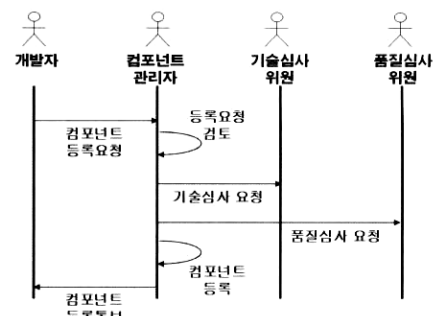 개발자
컴포넌트
관리자
기술심사
위원
품질심사
위원
등록요청
검토
컴포넌트
등록요청
기술심사 요청
품질심사 요청
컴포넌트
등록
컴포넌트